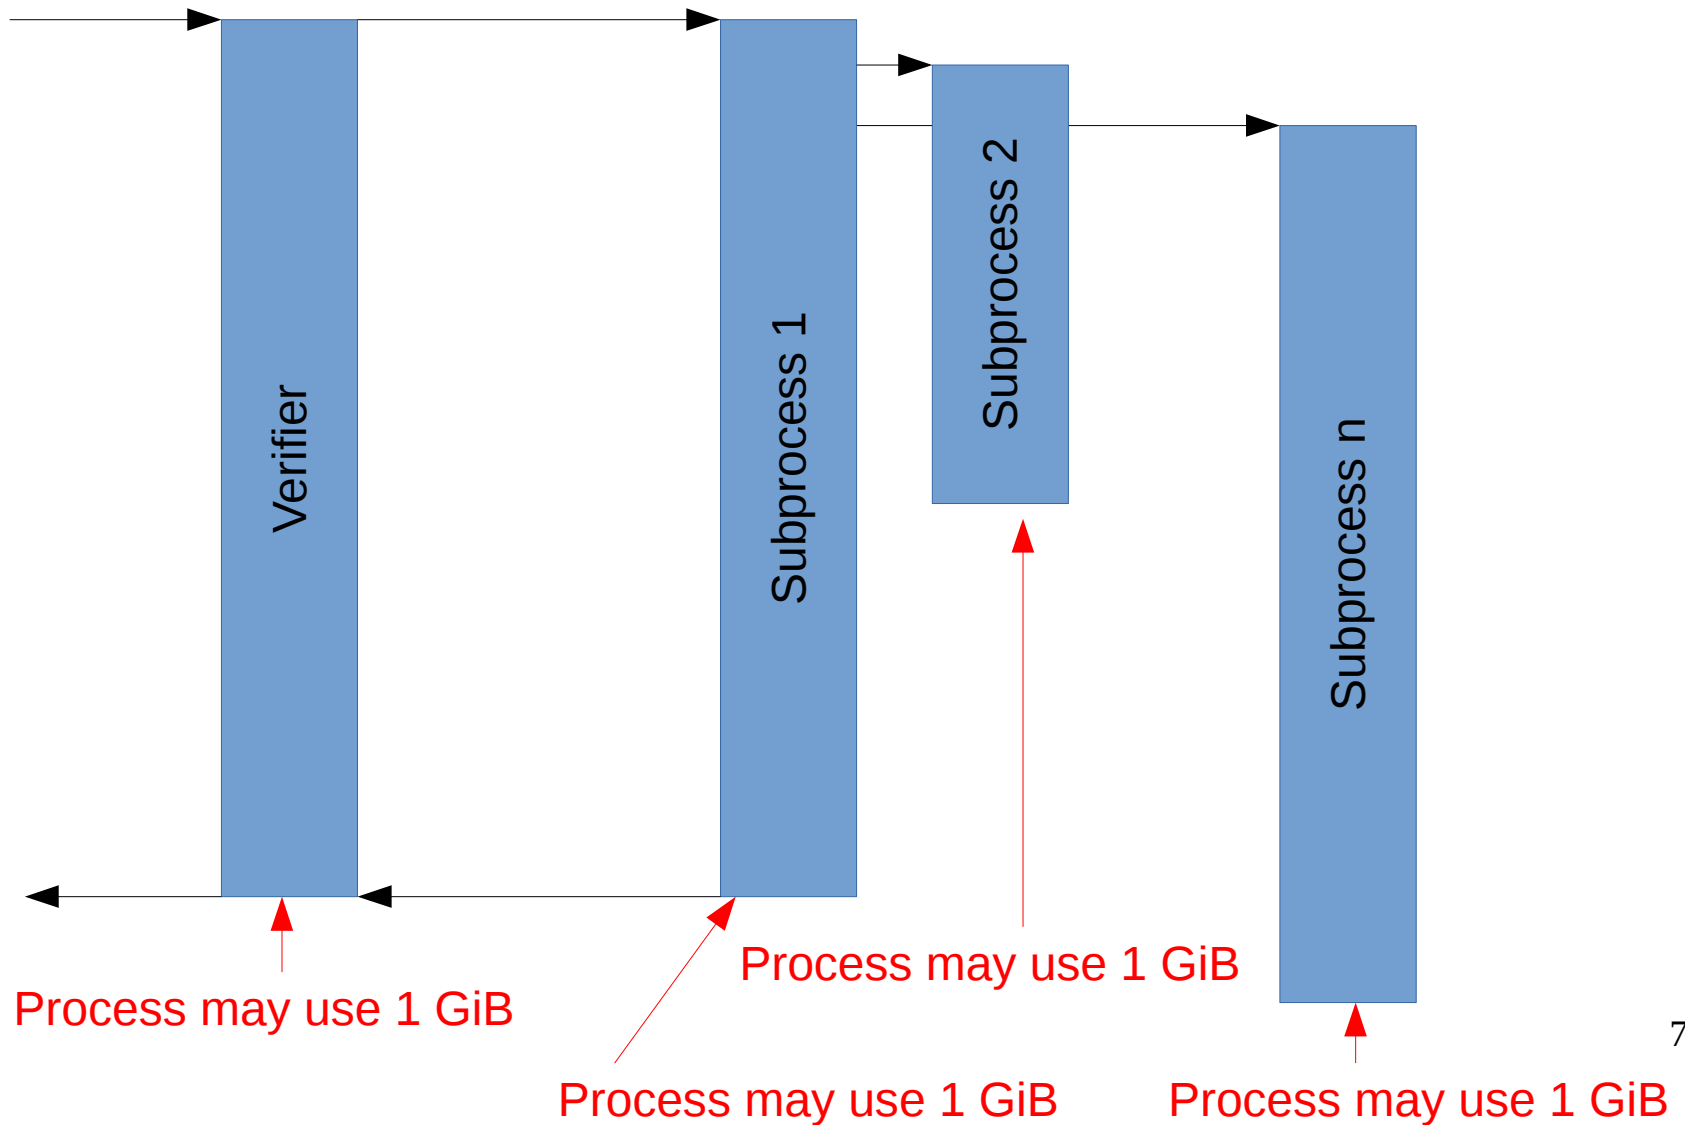 Verifier
Subprocess 1
Subprocess 2
Subprocess n
Process may use 1 GiB
Process may use 1 GiB
Process may use 1 GiB
Process may use 1 GiB
7